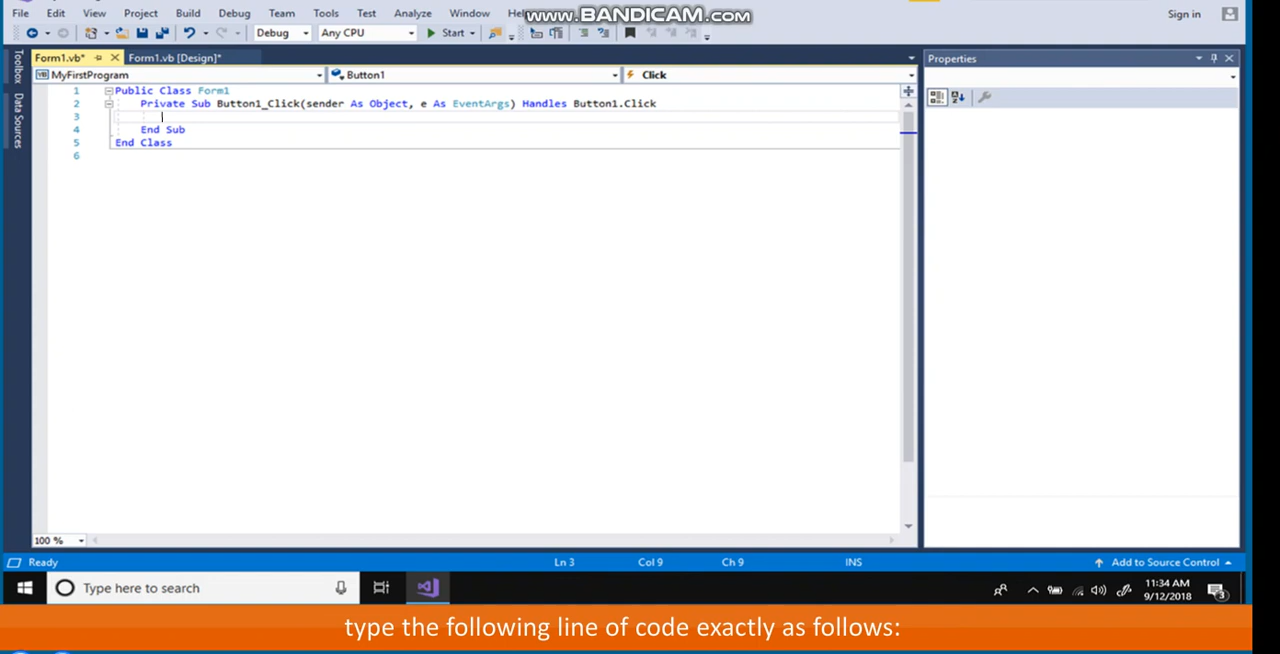 File Edit View Project Build Debug Team Tools Test Analyze Window Hel www.BANDICAM.com Sign in
Debug Any CPU Start
Form1.vb* Form1.vb [Design]* Properties
MyFirstProgram Button1 Click
Toolbox
Data Sources
1 Public Class Form1
2 Private Sub Button1_Click(sender As Object, e As EventArgs) Handles Button1.Click
3
4 End Sub
5 End Class
6
100 %
Ready Ln 3 Col 9 Ch 9 INS Add to Source Control
Type here to search 11:34 AM
9/12/2018 3
type the following line of code exactly as follows: